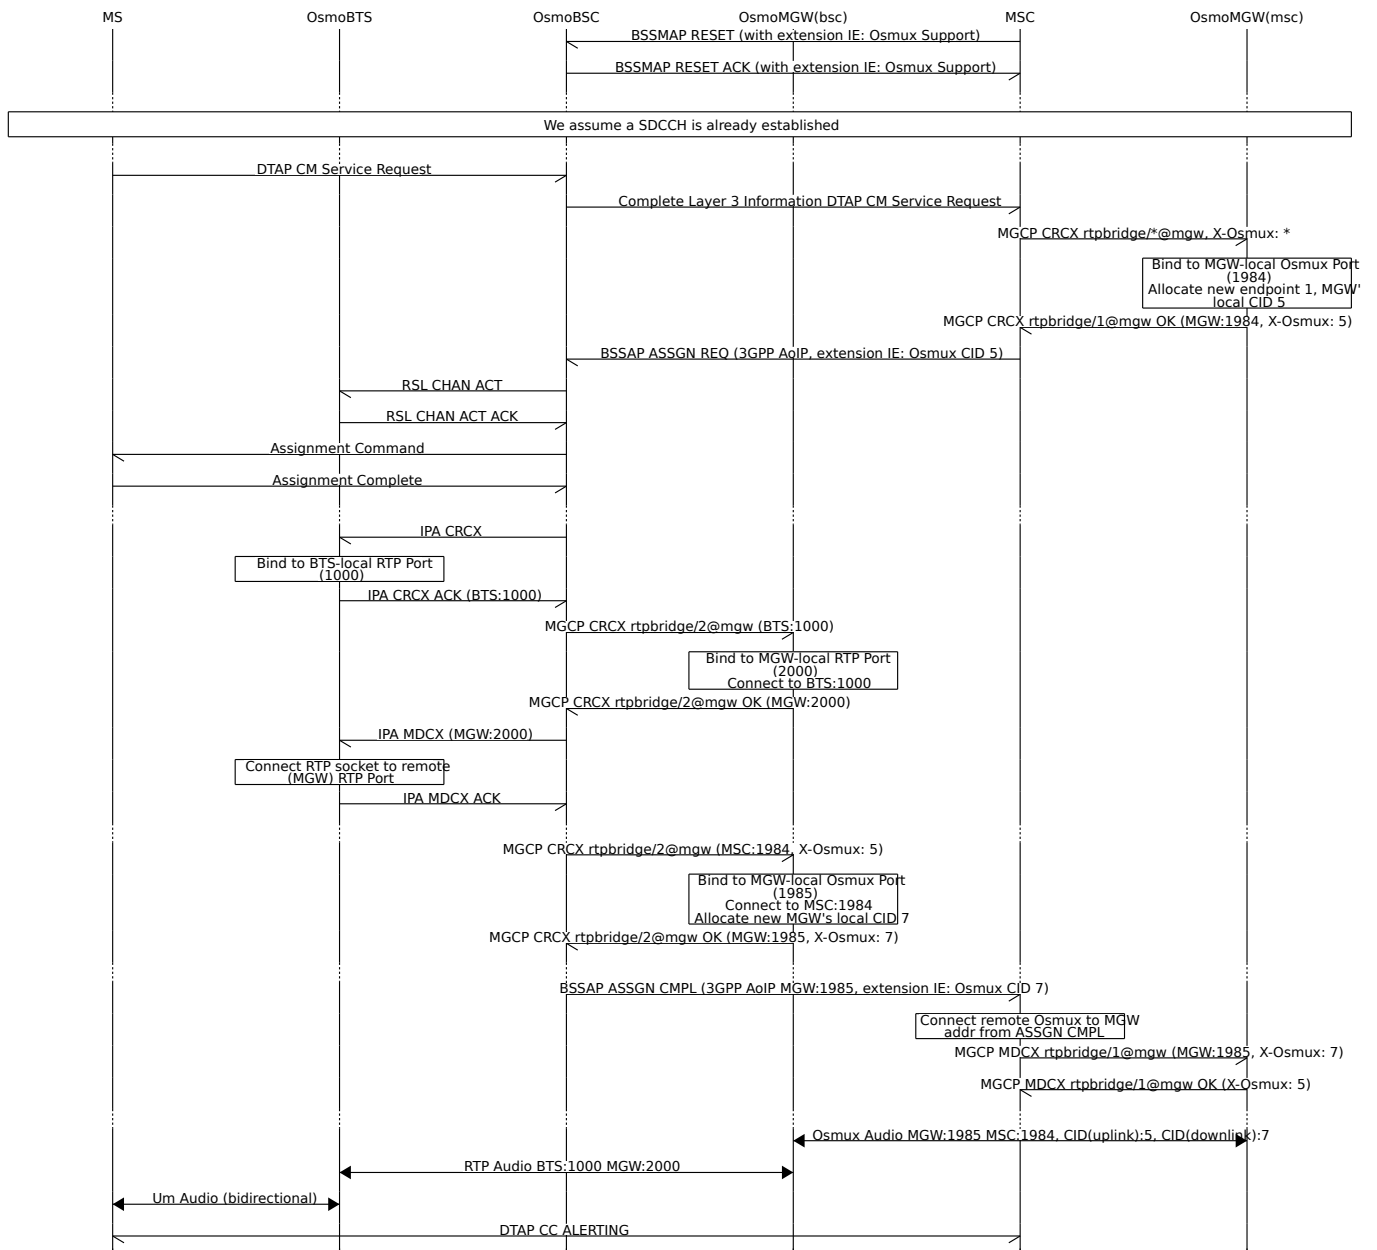 MS OsmoBTS OsmoBSC OsmoMGW(bsc) MSC OsmoMGW(msc)
BSSMAP RESET (with extension IE: Osmux Support)
BSSMAP RESET ACK (with extension IE: Osmux Support)
We assume a SDCCH is already established
DTAP CM Service Request
Complete Layer 3 Information DTAP CM Service Request
MGCP CRCX rtpbridge/*@mgw, X-Osmux: *
Bind to MGW-local Osmux Port
(1984)
Allocate new endpoint 1, MGW'
local CID 5
MGCP CRCX rtpbridge/1@mgw OK (MGW:1984, X-Osmux: 5)
BSSAP ASSGN REQ (3GPP AoIP, extension IE: Osmux CID 5)
RSL CHAN ACT
RSL CHAN ACT ACK
Assignment Command
Assignment Complete
IPA CRCX
Bind to BTS-local RTP Port
(1000)
IPA CRCX ACK (BTS:1000)
MGCP CRCX rtpbridge/2@mgw (BTS:1000)
Bind to MGW-local RTP Port
(2000)
Connect to BTS:1000
MGCP CRCX rtpbridge/2@mgw OK (MGW:2000)
IPA MDCX (MGW:2000)
Connect RTP socket to remote
(MGW) RTP Port
IPA MDCX ACK
MGCP CRCX rtpbridge/2@mgw (MSC:1984, X-Osmux: 5)
Bind to MGW-local Osmux Port
(1985)
Connect to MSC:1984
Allocate new MGW's local CID 7
MGCP CRCX rtpbridge/2@mgw OK (MGW:1985, X-Osmux: 7)
BSSAP ASSGN CMPL (3GPP AoIP MGW:1985, extension IE: Osmux CID 7)
Connect remote Osmux to MGW
addr from ASSGN CMPL
MGCP MDCX rtpbridge/1@mgw (MGW:1985, X-Osmux: 7)
MGCP MDCX rtpbridge/1@mgw OK (X-Osmux: 5)
Osmux Audio MGW:1985 MSC:1984, CID(uplink):5, CID(downlink):7
RTP Audio BTS:1000 MGW:2000
Um Audio (bidirectional)
DTAP CC ALERTING